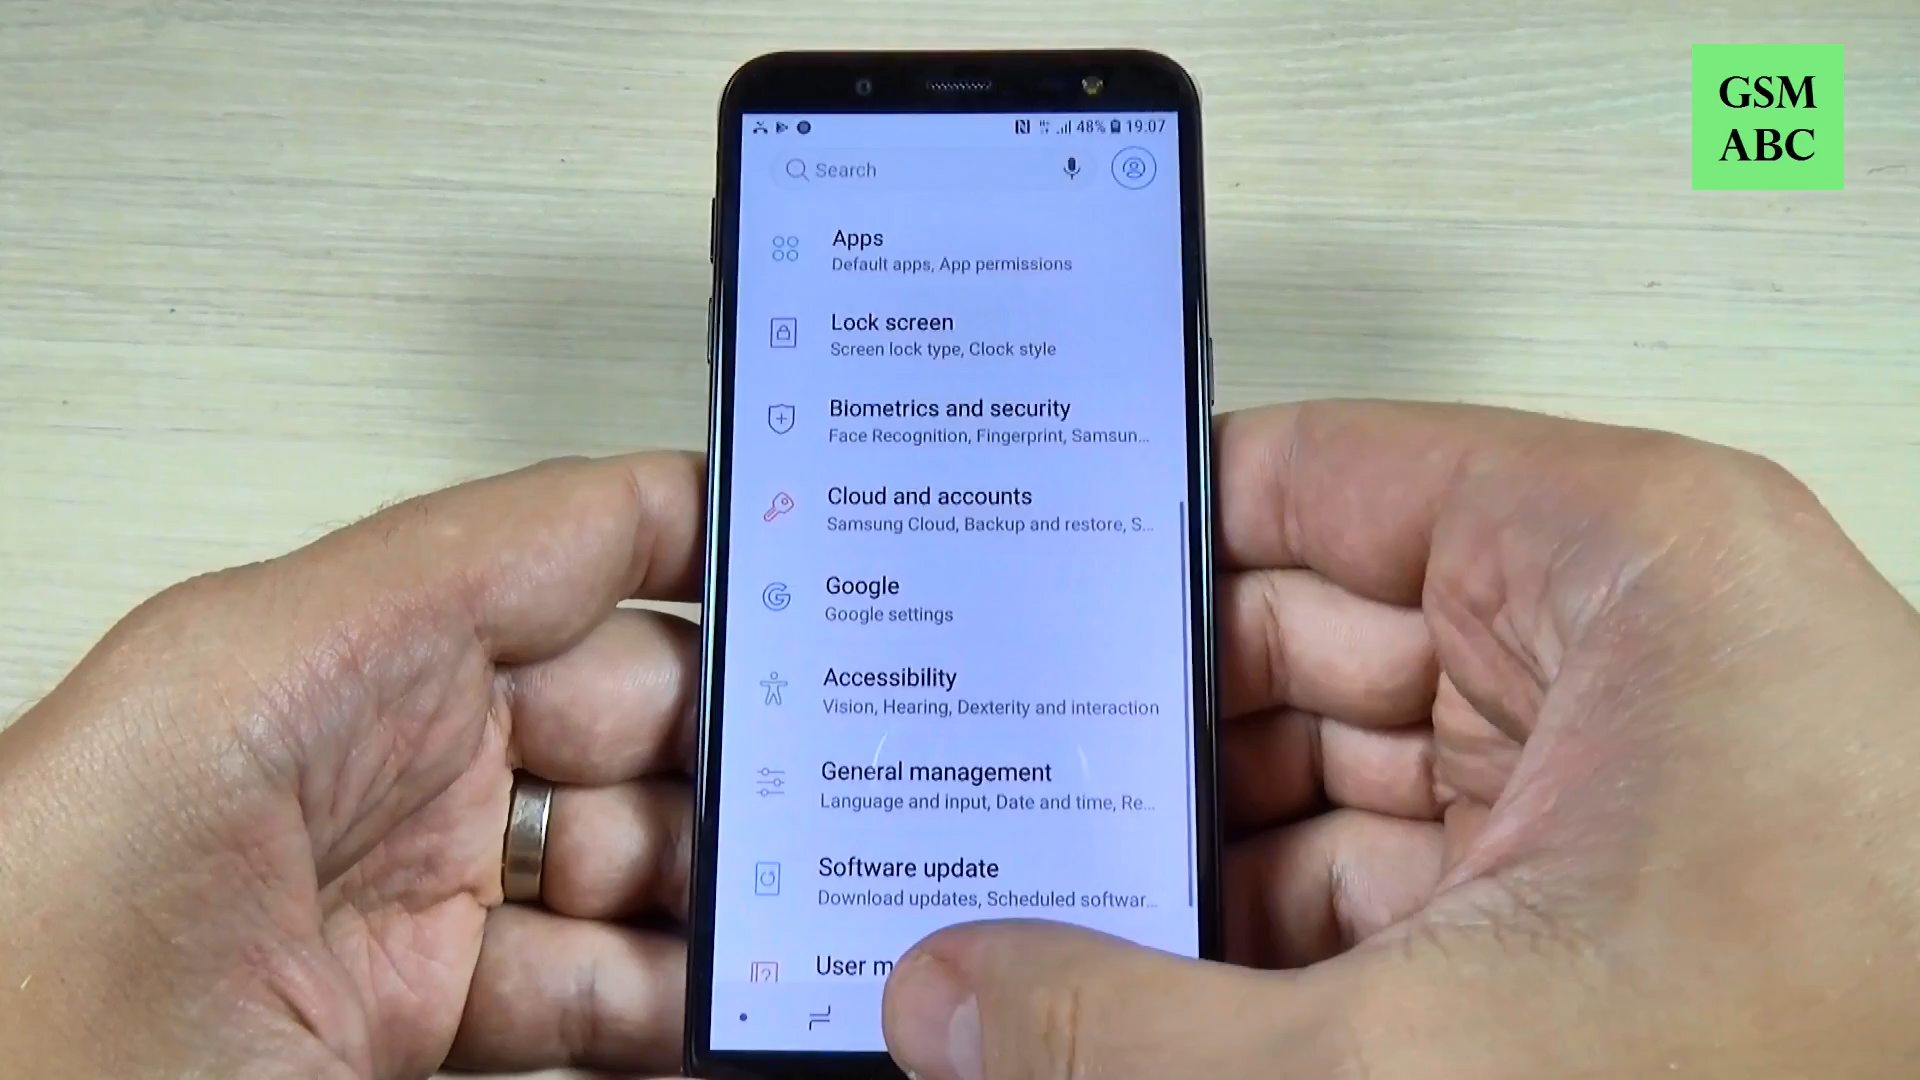 GSM
ABC
48% 19:07
Search
Apps
Default apps, App permissions
Lock screen
Screen lock type, Clock style
Biometrics and security
Face Recognition, Fingerprint, Samsun...
Cloud and accounts
Samsung Cloud, Backup and restore, S...
Google
Google settings
Accessibility
Vision, Hearing, Dexterity and interaction
General management
Language and input, Date and time, Re...
Software update
Download updates, Scheduled softwar...
User m